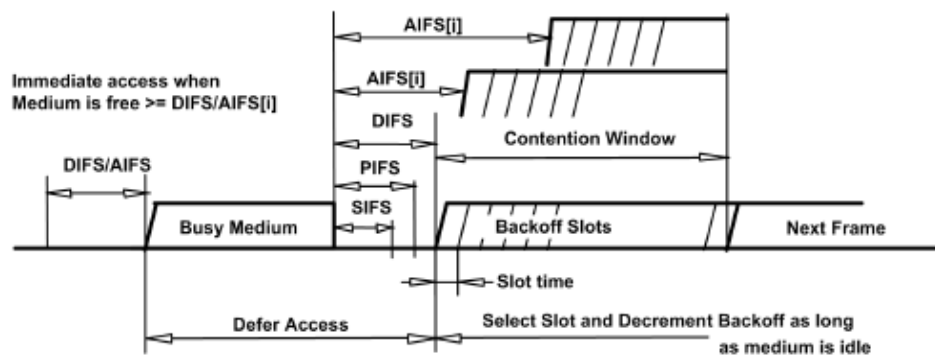 AIFS[i]
Immediate access when
Medium is free >= DIFS/AIFS[i]
AIFS[i]
DIFS
Contention Window
DIFS/AIFS
PIFS
SIFS
Busy Medium
Backoff Slots
Next Frame
Slot time
Defer Access
Select Slot and Decrement Backoff as long
as medium is idle